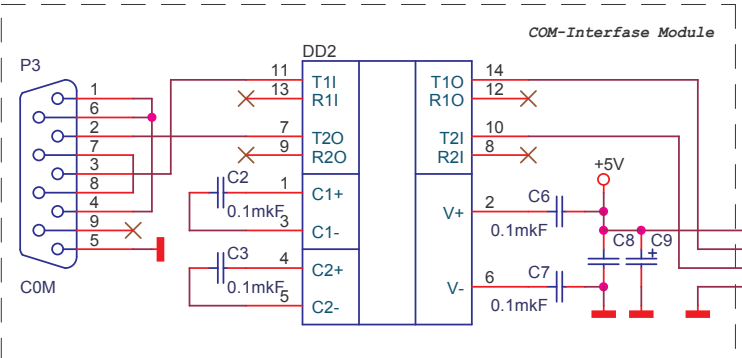 COM-Interfase Module
P3
1
6
2
7
3
8
4
9
5
C0M
DD2
11 T1I T1O 14
13 R1I R1O 12
7 T2O T2I 10
9 R2O R2I 8
C2
0.1mkF
1 C1+
3 C1-
C3
0.1mkF
4 C2+
5 C2-
V+ 2
C6
0.1mkF
V- 6
C7
0.1mkF
+5V
C8 C9
+